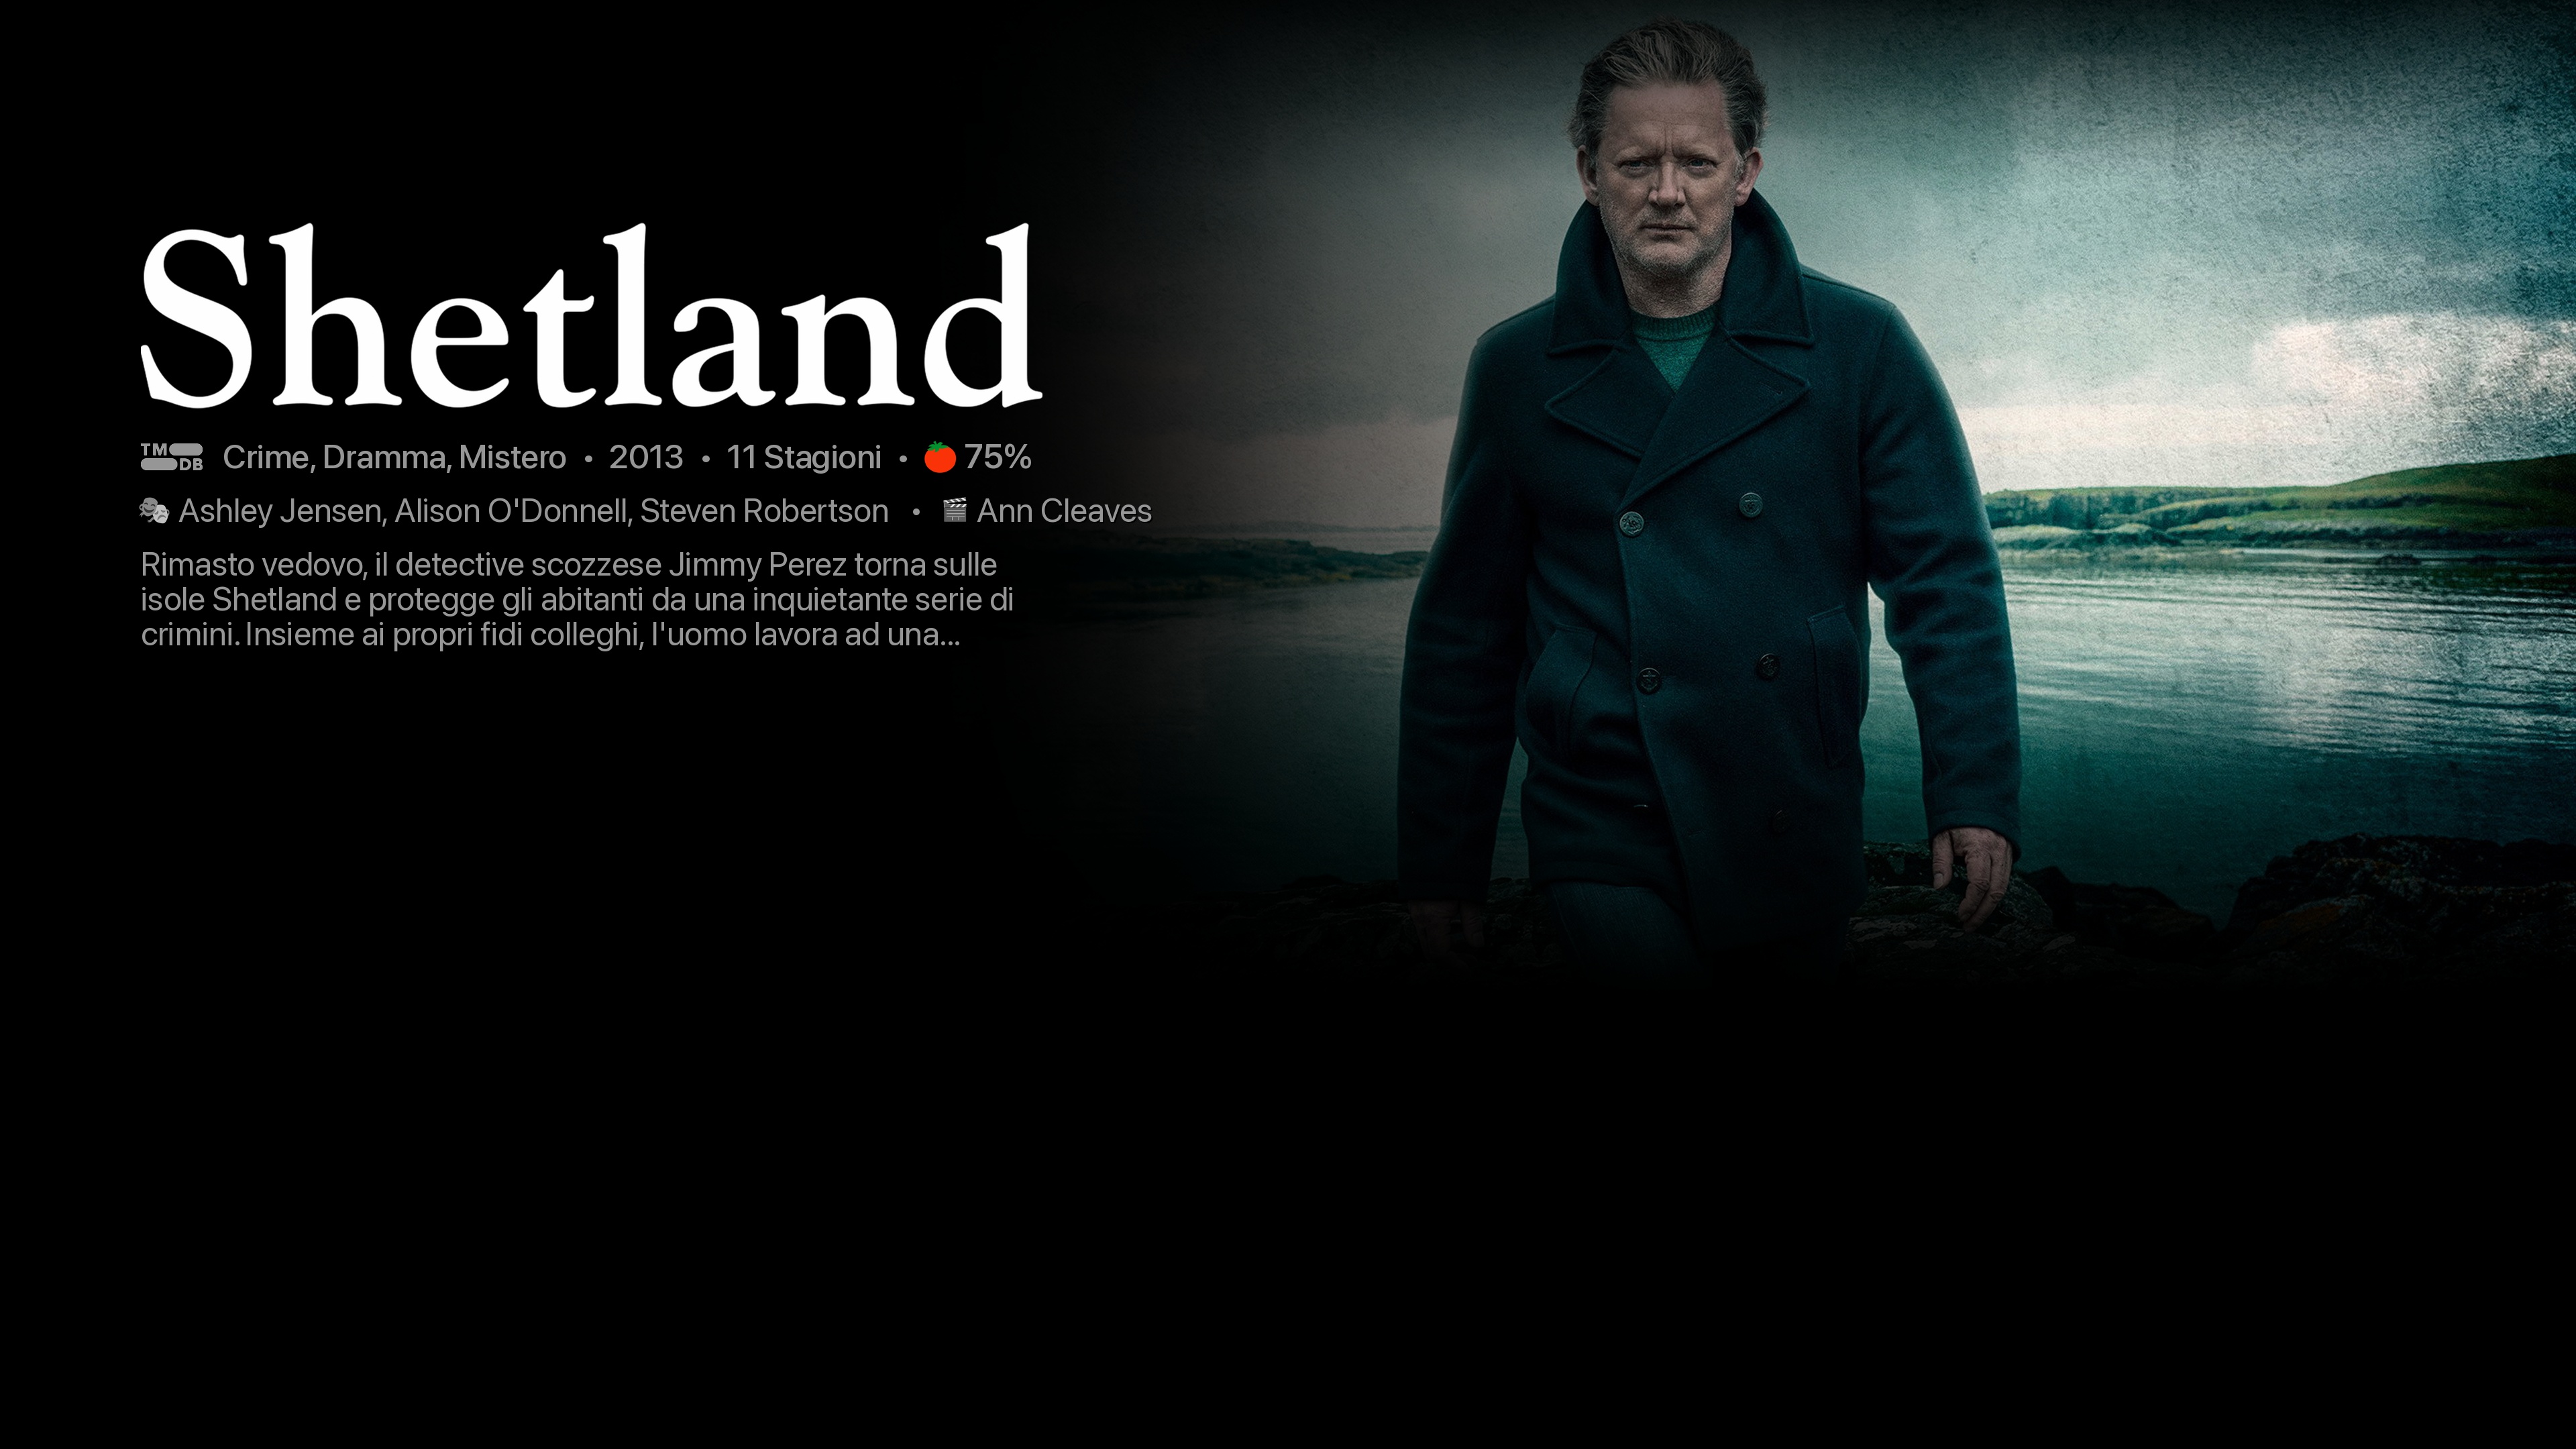 Shetland
TMDB Crime, Dramma, Mistero • 2013 • 11 Stagioni • 75%
Ashley Jensen, Alison O'Donnell, Steven Robertson • Ann Cleaves
Rimasto vedovo, il detective scozzese Jimmy Perez torna sulle
isole Shetland e protegge gli abitanti da una inquietante serie di
crimini. Insieme ai propri fidi colleghi, l'uomo lavora ad una...